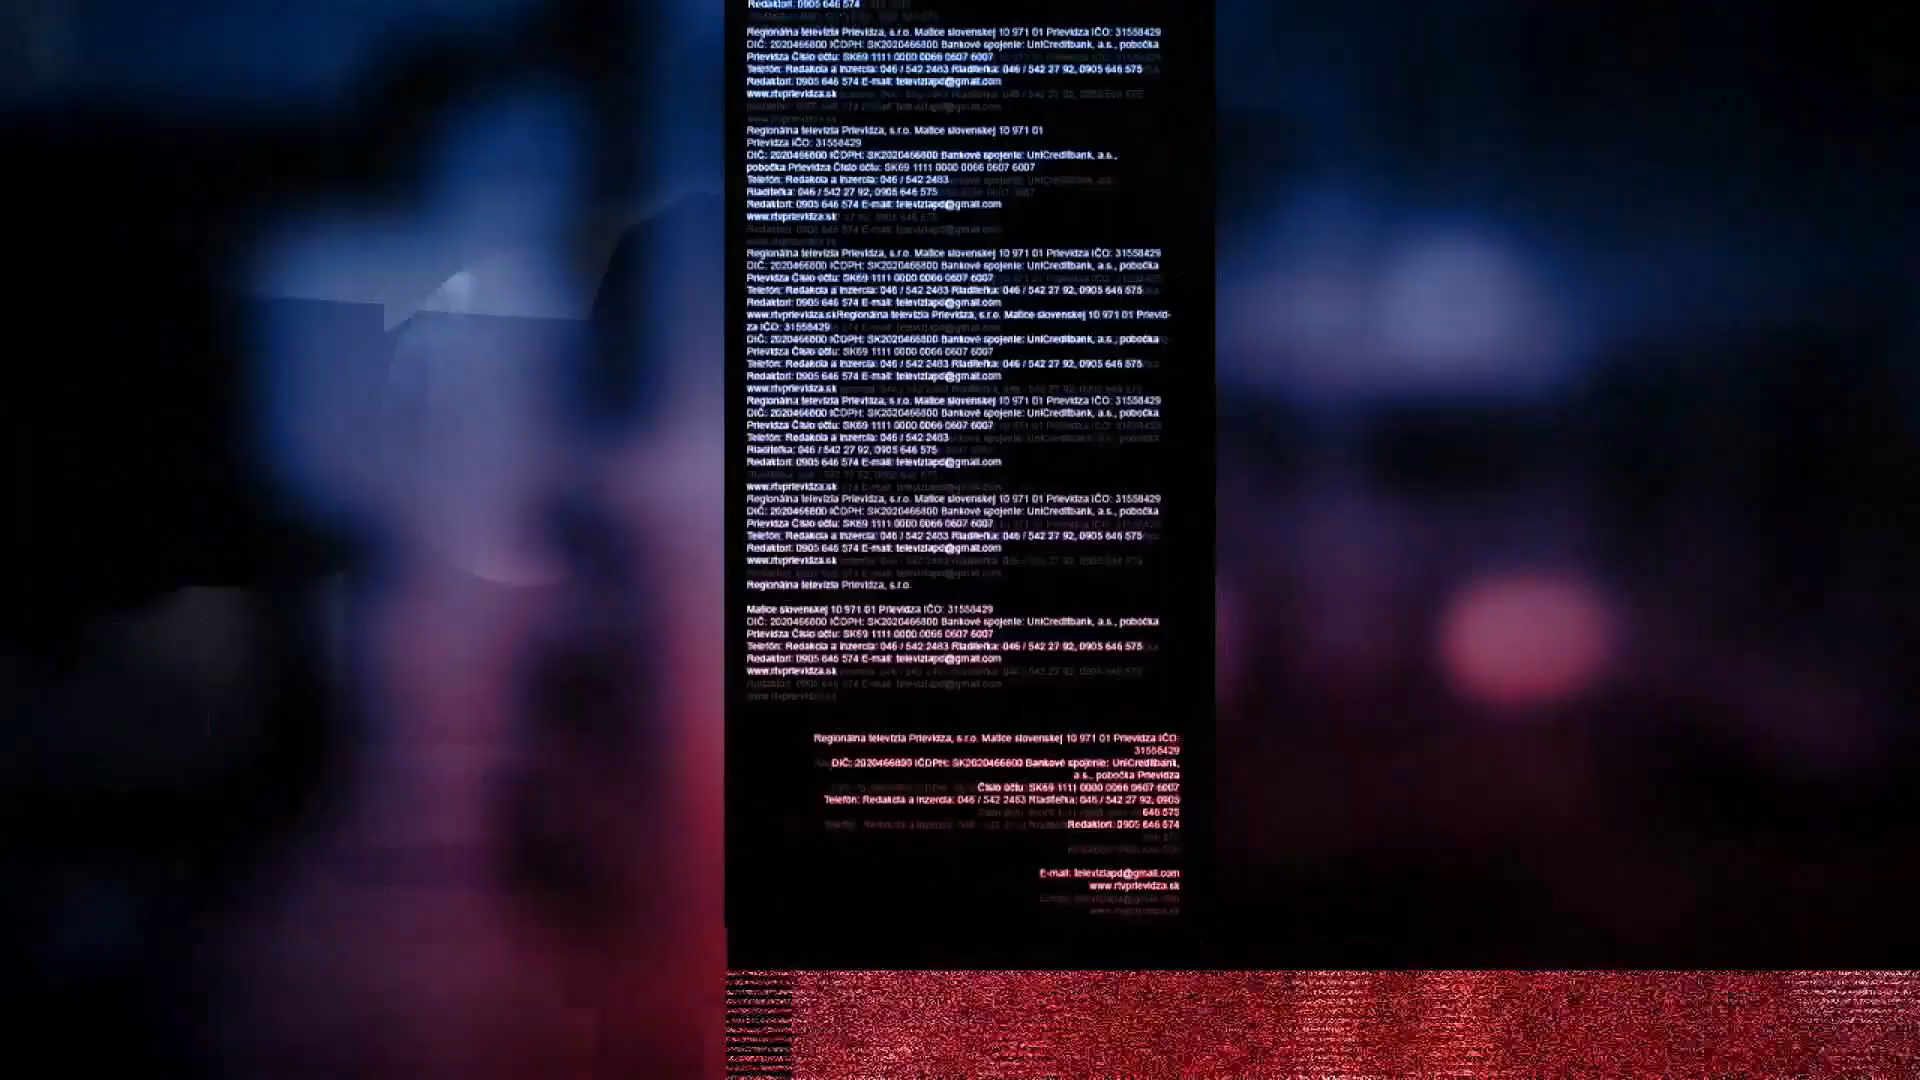 Redaktori: 0905 646 574
Regionálna televízia Prievidza, s.r.o. Matice slovenskej 10 971 01 Prievidza IČO: 31558429
DIČ: 2020466800 IČDPH: SK2020466800 Bankové spojenie: UniCreditbank, a.s., pobočka
Prievidza Číslo účtu: SK69 1111 0000 0066 0607 6007
Telefón: Redakcia a inzercia: 046 / 542 2483 Riaditeľka: 046 / 542 27 92, 0905 646 575
Redaktori: 0905 646 574 E-mail: televiziapd@gmail.com
www.rtvprievidza.sk
Regionálna televízia Prievidza, s.r.o. Matice slovenskej 10 971 01
Prievidza IČO: 31558429
DIČ: 2020466800 IČDPH: SK2020466800 Bankové spojenie: UniCreditbank, a.s.,
pobočka Prievidza Číslo účtu: SK69 1111 0000 0066 0607 6007
Telefón: Redakcia a inzercia: 046 / 542 2483
Riaditeľka: 046 / 542 27 92, 0905 646 575
Redaktori: 0905 646 574 E-mail: televiziapd@gmail.com
www.rtvprievidza.sk
Regionálna televízia Prievidza, s.r.o. Matice slovenskej 10 971 01 Prievidza IČO: 31558429
DIČ: 2020466800 IČDPH: SK2020466800 Bankové spojenie: UniCreditbank, a.s., pobočka
Prievidza Číslo účtu: SK69 1111 0000 0066 0607 6007
Telefón: Redakcia a inzercia: 046 / 542 2483 Riaditeľka: 046 / 542 27 92, 0905 646 575
Redaktori: 0905 646 574 E-mail: televiziapd@gmail.com
www.rtvprievidza.skRegionálna televízia Prievidza, s.r.o. Matice slovenskej 10 971 01 Prievid-
za IČO: 31558429
DIČ: 2020466800 IČDPH: SK2020466800 Bankové spojenie: UniCreditbank, a.s., pobočka
Prievidza Číslo účtu: SK69 1111 0000 0066 0607 6007
Telefón: Redakcia a inzercia: 046 / 542 2483 Riaditeľka: 046 / 542 27 92, 0905 646 575
Redaktori: 0905 646 574 E-mail: televiziapd@gmail.com
www.rtvprievidza.sk
Regionálna televízia Prievidza, s.r.o. Matice slovenskej 10 971 01 Prievidza IČO: 31558429
DIČ: 2020466800 IČDPH: SK2020466800 Bankové spojenie: UniCreditbank, a.s., pobočka
Prievidza Číslo účtu: SK69 1111 0000 0066 0607 6007
Telefón: Redakcia a inzercia: 046 / 542 2483
Riaditeľka: 046 / 542 27 92, 0905 646 575
Redaktori: 0905 646 574 E-mail: televiziapd@gmail.com
www.rtvprievidza.sk
Regionálna televízia Prievidza, s.r.o. Matice slovenskej 10 971 01 Prievidza IČO: 31558429
DIČ: 2020466800 IČDPH: SK2020466800 Bankové spojenie: UniCreditbank, a.s., pobočka
Prievidza Číslo účtu: SK69 1111 0000 0066 0607 6007
Telefón: Redakcia a inzercia: 046 / 542 2483 Riaditeľka: 046 / 542 27 92, 0905 646 575
Redaktori: 0905 646 574 E-mail: televiziapd@gmail.com
www.rtvprievidza.sk
Regionálna televízia Prievidza, s.r.o.
Matice slovenskej 10 971 01 Prievidza IČO: 31558429
DIČ: 2020466800 IČDPH: SK2020466800 Bankové spojenie: UniCreditbank, a.s., pobočka
Prievidza Číslo účtu: SK69 1111 0000 0066 0607 6007
Telefón: Redakcia a inzercia: 046 / 542 2483 Riaditeľka: 046 / 542 27 92, 0905 646 575
Redaktori: 0905 646 574 E-mail: televiziapd@gmail.com
www.rtvprievidza.sk
Regionálna televízia Prievidza, s.r.o. Matice slovenskej 10 971 01 Prievidza IČO:
31558429
DIČ: 2020466800 IČDPH: SK2020466800 Bankové spojenie: UniCreditbank,
a.s., pobočka Prievidza
Číslo účtu: SK69 1111 0000 0066 0607 6007
Telefón: Redakcia a inzercia: 046 / 542 2483 Riaditeľka: 046 / 542 27 92, 0905
646 575
Redaktori: 0905 646 574
E-mail: televiziapd@gmail.com
www.rtvprievidza.sk